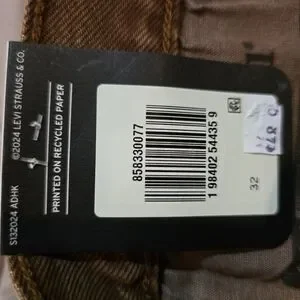 ©2024 LEVI STRAUSS & CO.
PRINTED ON RECYCLED PAPER
S132024 ADHK
858330077
1 98402 54435 9
32